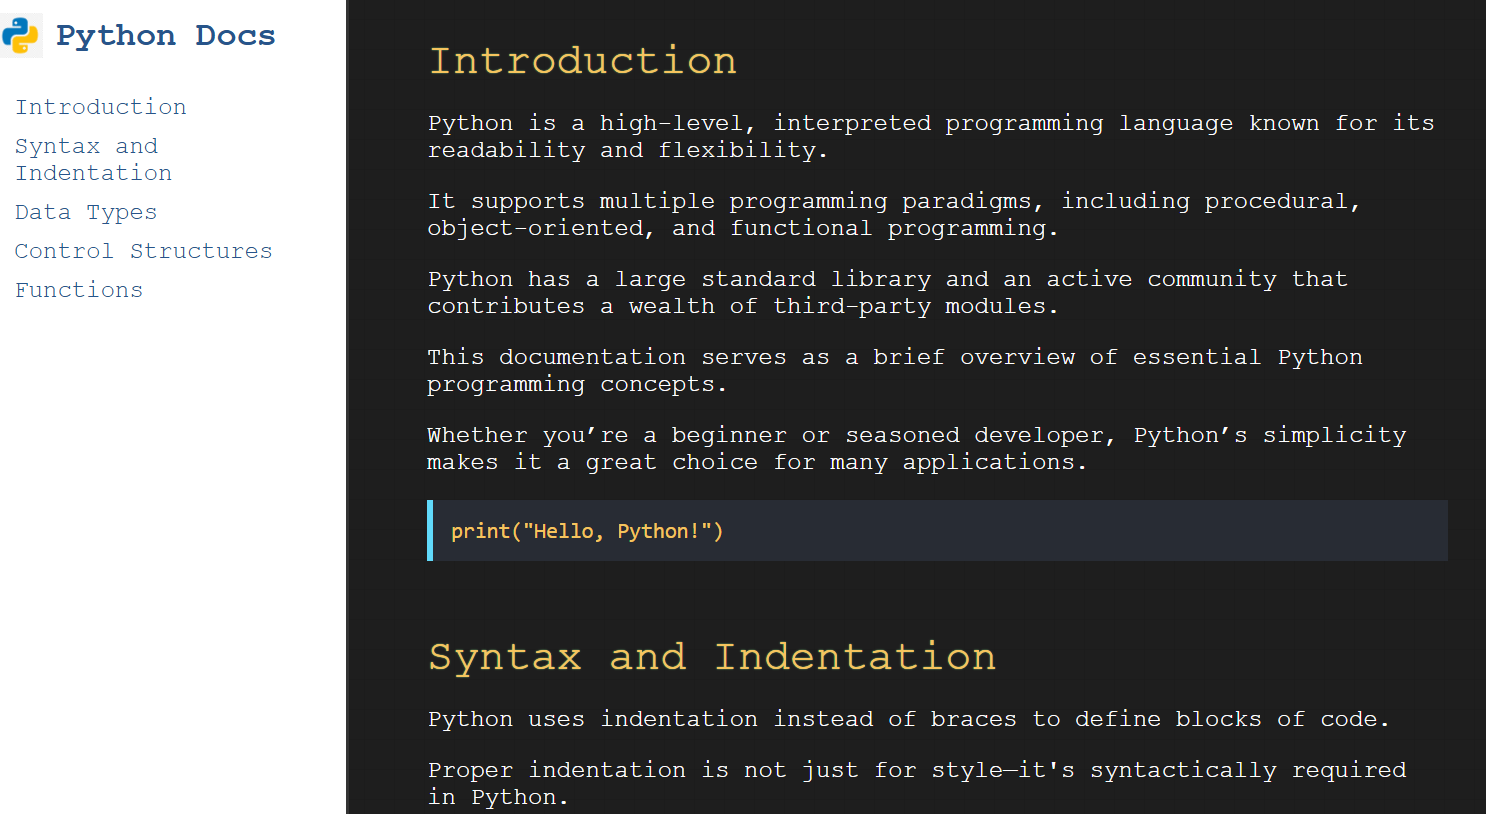 Python Docs
Introduction
Syntax and
Indentation
Data Types
Control Structures
Functions
Introduction
Python is a high-level, interpreted programming language known for its
readability and flexibility.
It supports multiple programming paradigms, including procedural,
object-oriented, and functional programming.
Python has a large standard library and an active community that
contributes a wealth of third-party modules.
This documentation serves as a brief overview of essential Python
programming concepts.
Whether you’re a beginner or seasoned developer, Python’s simplicity
makes it a great choice for many applications.
print("Hello, Python!")
Syntax and Indentation
Python uses indentation instead of braces to define blocks of code.
Proper indentation is not just for style—it's syntactically required
in Python.